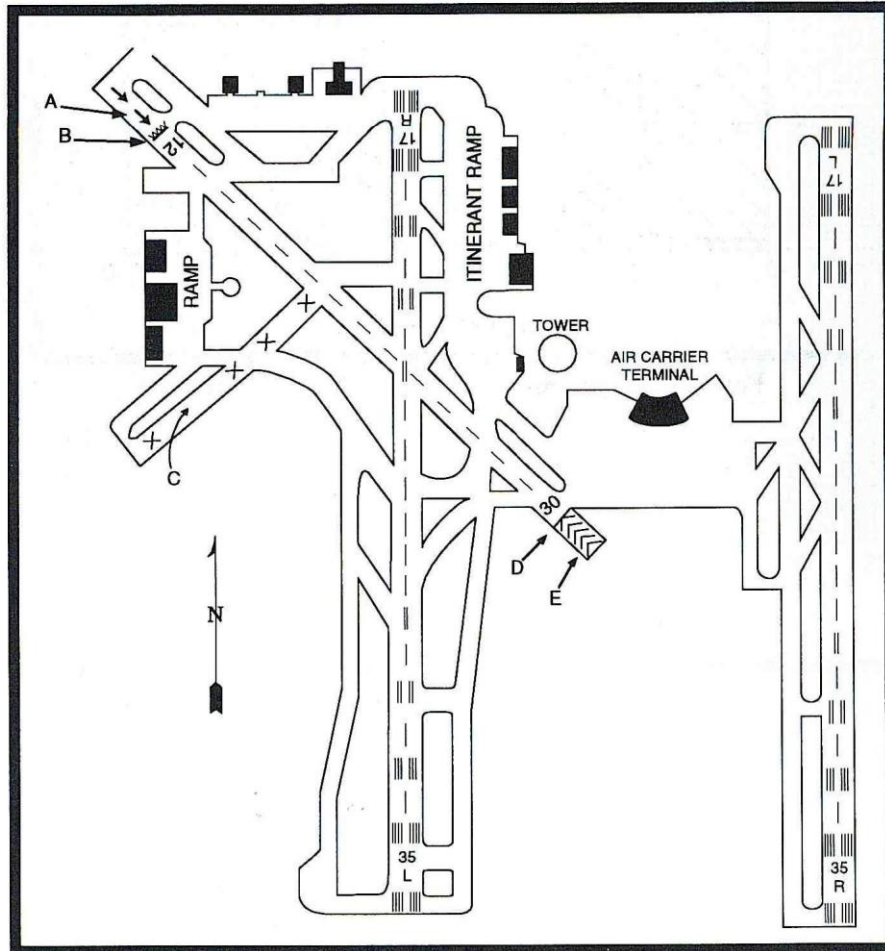 A
B
12
17
R
ITINERANT RAMP
17
L
RAMP
TOWER
AIR CARRIER
TERMINAL
C
30
D
E
N
35
L
35
R